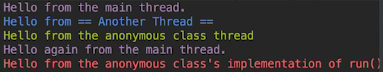 Hello from the main thread.
Hello from == Another Thread ==
Hello from the anonymous class thread
Hello again from the main thread.
Hello from the anonymous class's implementation of run()